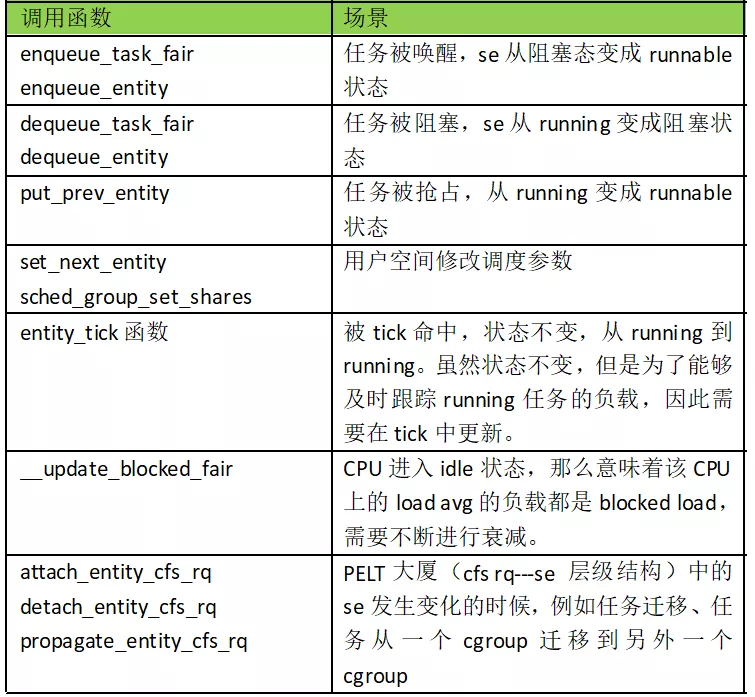 调用函数
场景
enqueue_task_fair
enqueue_entity
任务被唤醒，se 从阻塞态变成 runnable
状态
dequeue_task_fair
dequeue_entity
任务被阻塞，se 从 running 变成阻塞状
态
put_prev_entity
任务被抢占，从 running 变成 runnable
状态
set_next_entity
sched_group_set_shares
用户空间修改调度参数
entity_tick 函数
被 tick 命中，状态不变，从 running 到
running。虽然状态不变，但是为了能够
及时跟踪 running 任务的负载，因此需
要在 tick 中更新。
__update_blocked_fair
CPU 进入 idle 状态，那么意味着该 CPU
上的 load avg 的负载都是 blocked load，
需要不断进行衰减。
attach_entity_cfs_rq
detach_entity_cfs_rq
propagate_entity_cfs_rq
PELT 大厦（cfs rq---se 层级结构）中的
se 发生变化的时候，例如任务迁移、任
务从一个 cgroup 迁移到另外一个
cgroup